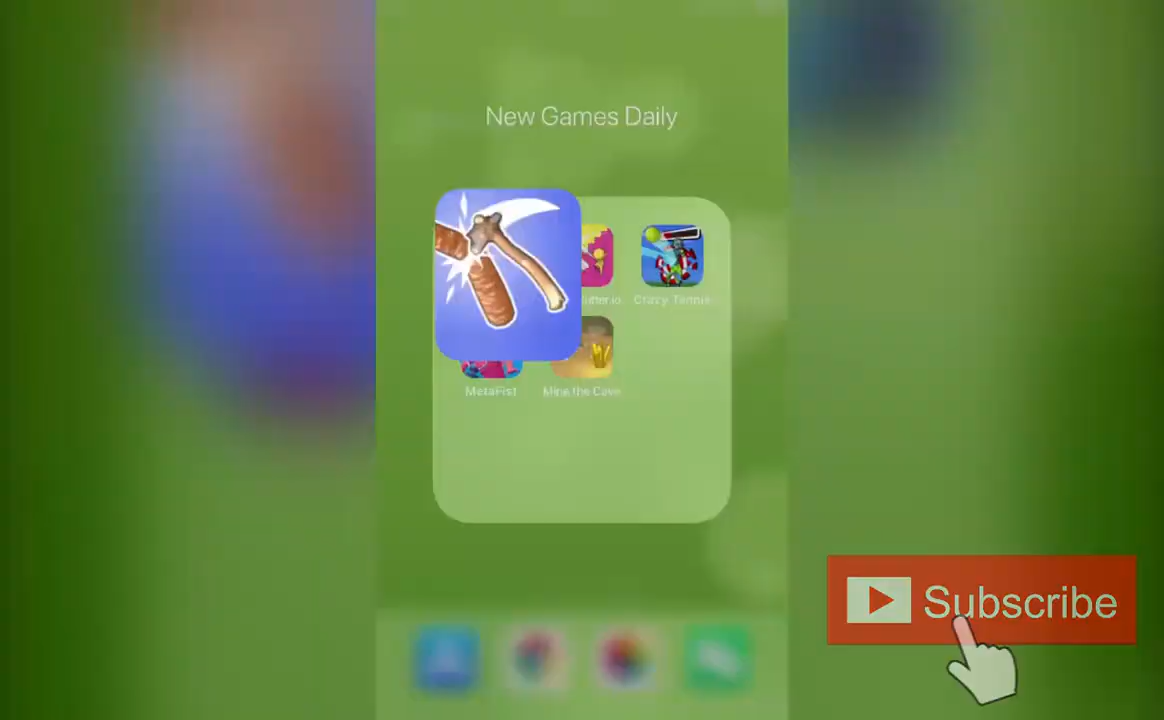 New Games Daily
Crazy Tennis
MetaFist
Mine the Cave
Subscribe